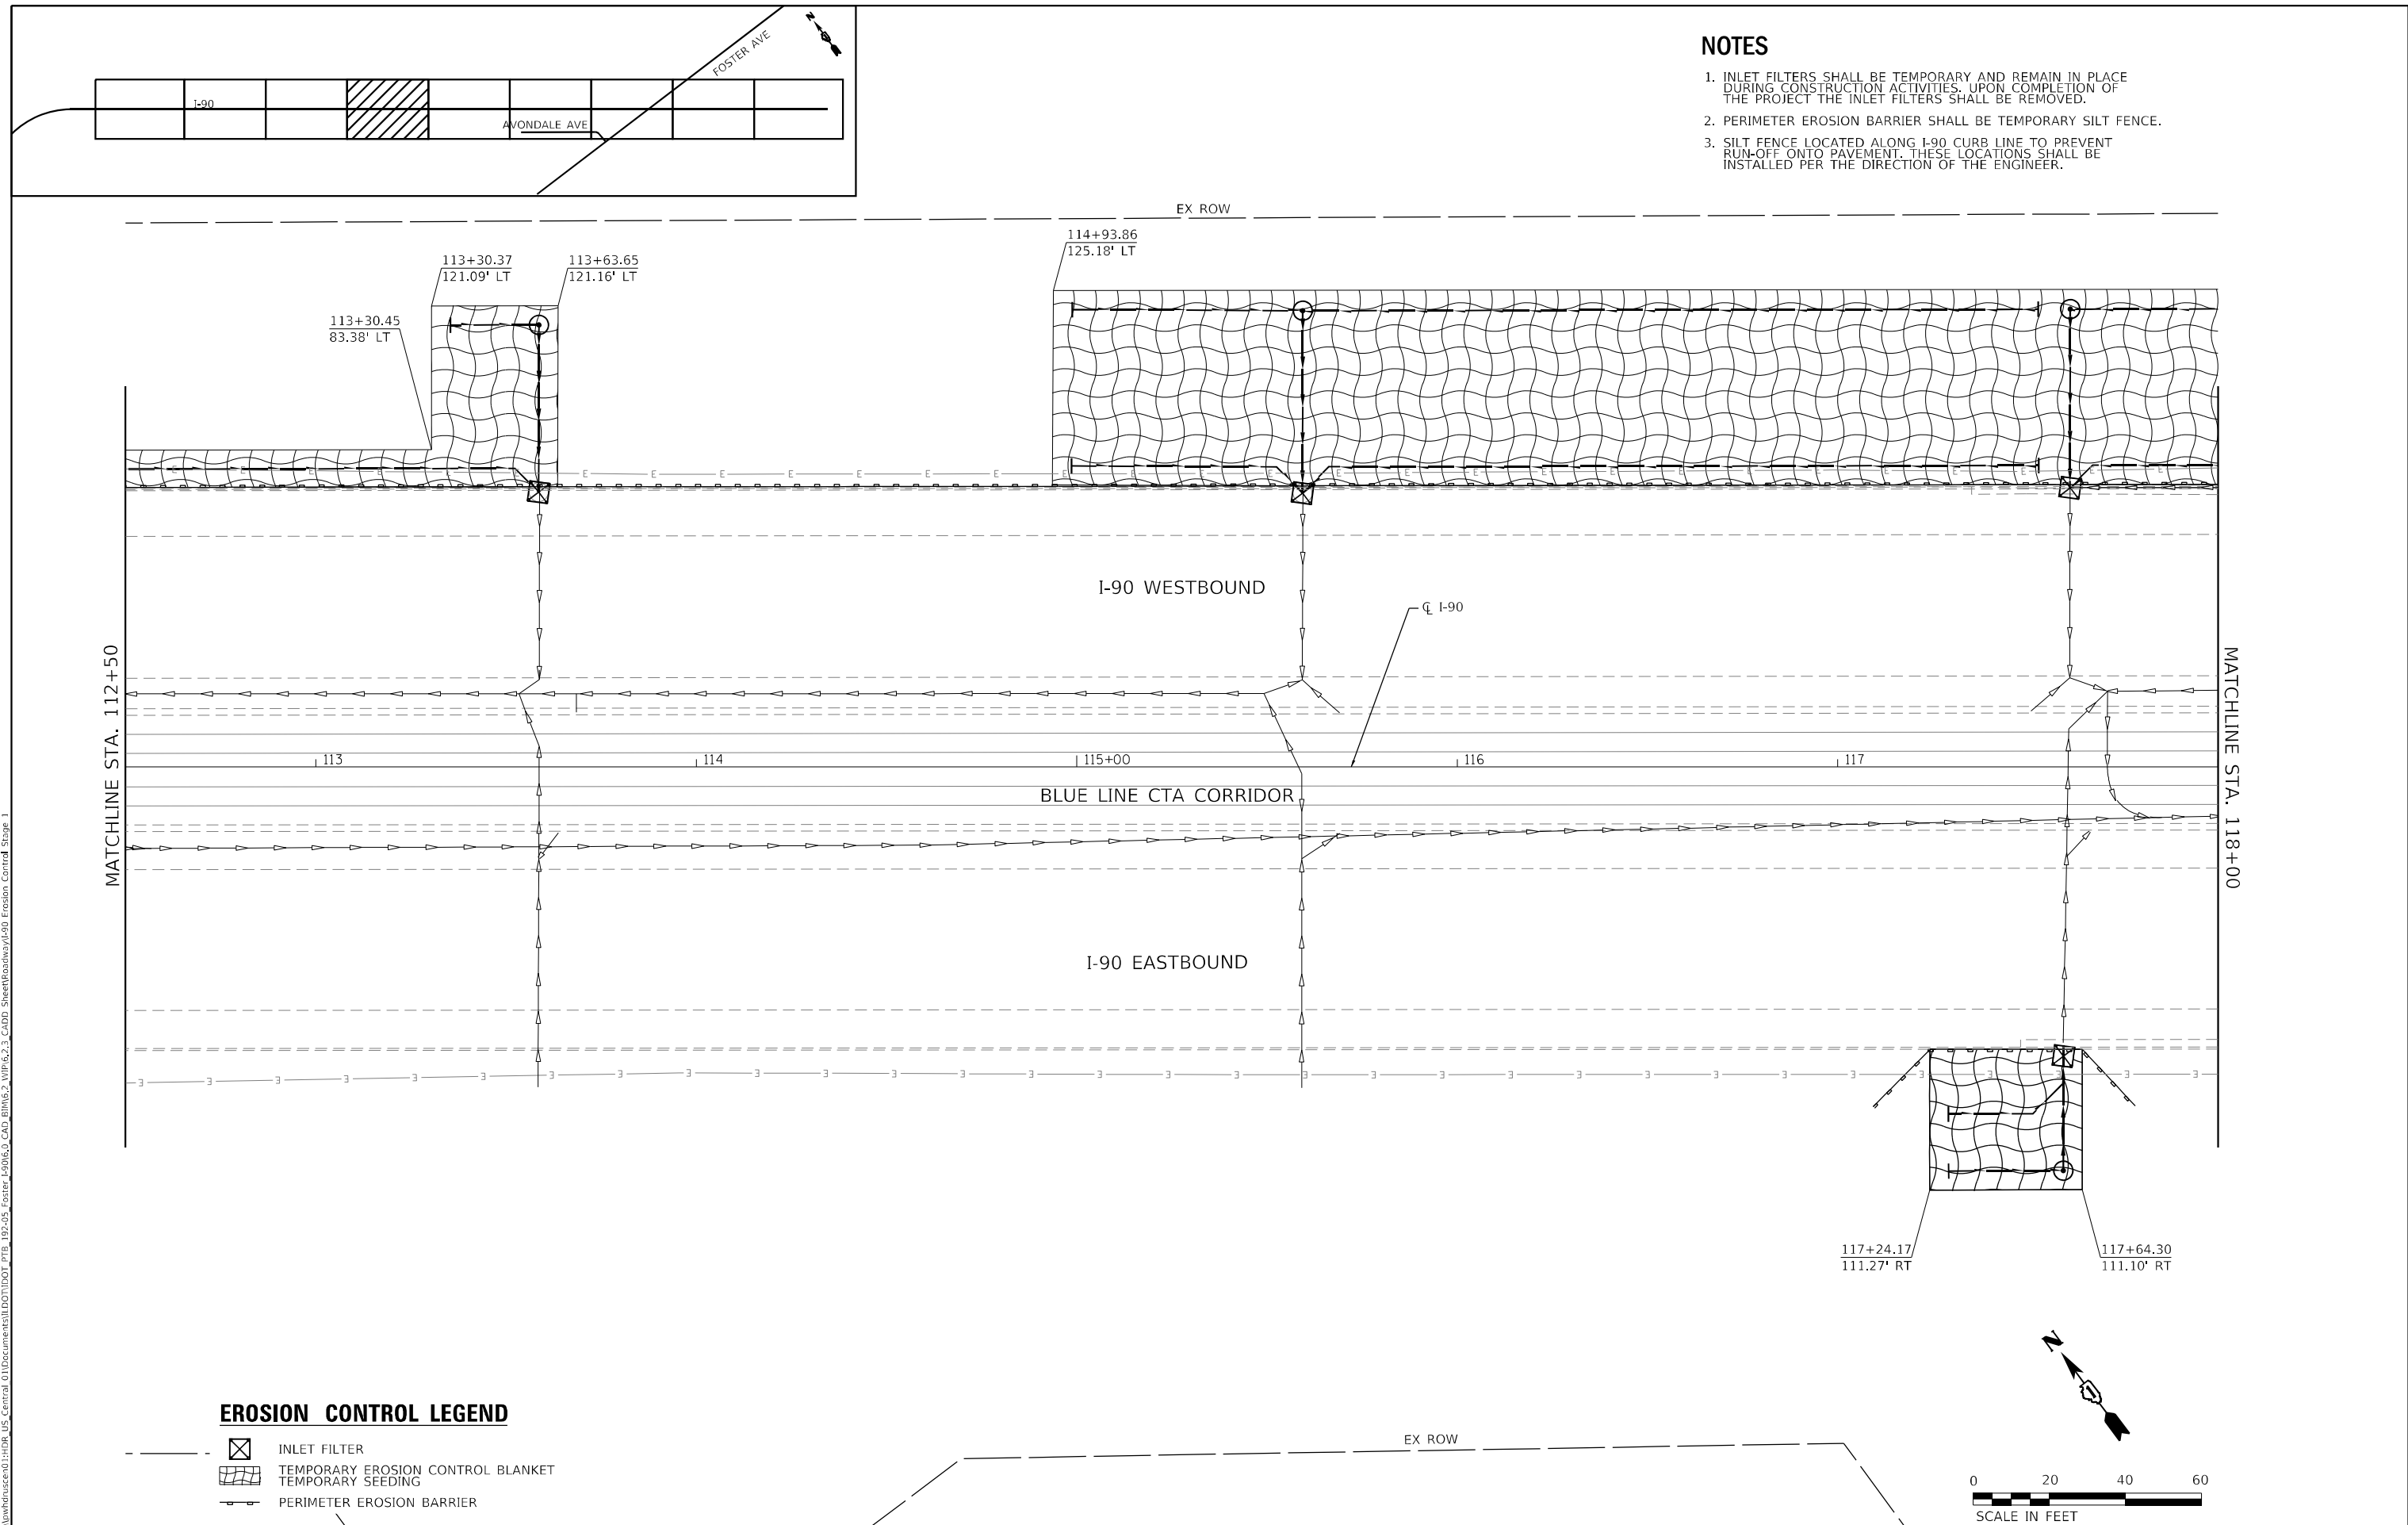 N
FOSTER AVE
I-90
AVONDALE AVE
NOTES
1. INLET FILTERS SHALL BE TEMPORARY AND REMAIN IN PLACE
DURING CONSTRUCTION ACTIVITIES. UPON COMPLETION OF
THE PROJECT THE INLET FILTERS SHALL BE REMOVED.
2. PERIMETER EROSION BARRIER SHALL BE TEMPORARY SILT FENCE.
3. SILT FENCE LOCATED ALONG I-90 CURB LINE TO PREVENT
RUN-OFF ONTO PAVEMENT. THESE LOCATIONS SHALL BE
INSTALLED PER THE DIRECTION OF THE ENGINEER.
EX ROW
114+93.86
125.18' LT
113+30.37
121.09' LT
113+63.65
121.16' LT
113+30.45
83.38' LT
I-90 WESTBOUND
℄ I-90
MATCHLINE STA. 112+50
MATCHLINE STA. 118+00
113
114
115+00
116
117
BLUE LINE CTA CORRIDOR
I-90 EASTBOUND
117+24.17
111.27' RT
117+64.30
111.10' RT
N
EROSION CONTROL LEGEND
INLET FILTER
TEMPORARY EROSION CONTROL BLANKET
TEMPORARY SEEDING
PERIMETER EROSION BARRIER
EX ROW
0 20 40 60
SCALE IN FEET